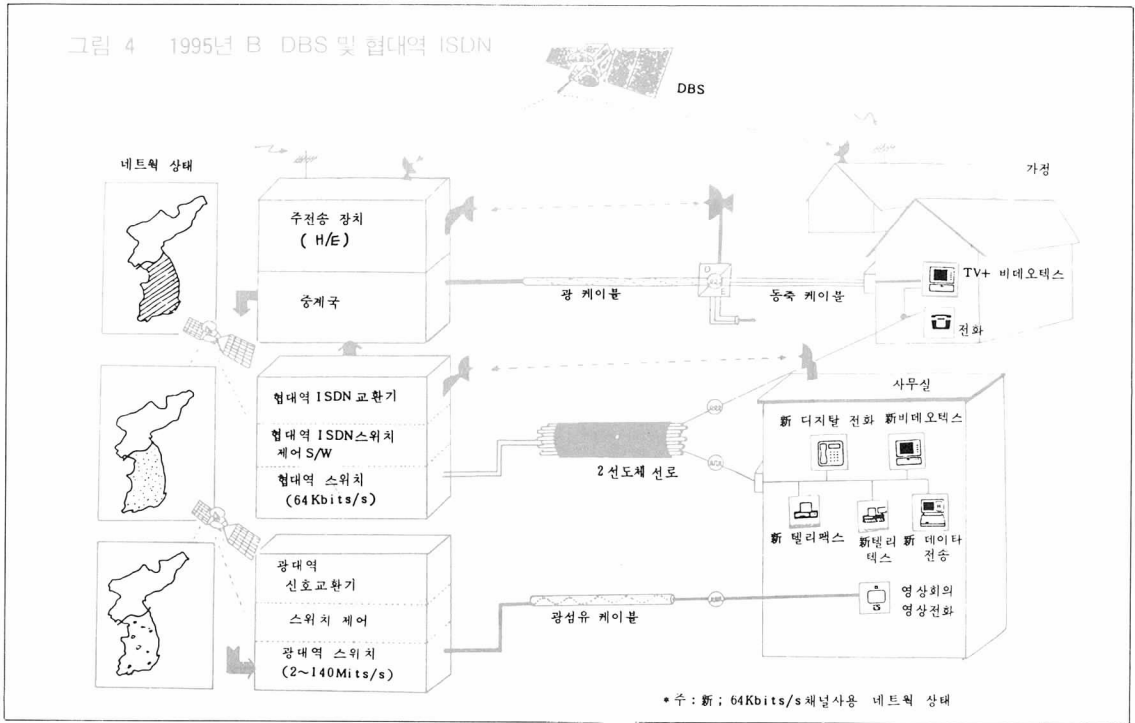 그림 4 1995년 B DBS 및 협대역 ISDN
DBS
네트웍 상태
가정
주전송 장치
( H/E)
중계국
광 케이블
D
E
동축 케이블
TV+ 비데오텍스
전화
협대역 ISDN 교환기
협대역 ISDN스위치
제어 S/W
협대역 스위치
(64Kbits/s)
2선도체 선로
사무실
新 디지탈 전화 新비데오텍스
新 텔리팩스
新텔리
텍스
新 데이타
전송
광대역
신호교환기
스위치 제어
광대역 스위치
(2~140Mits/s)
광섬유 케이블
영상회의
영상전화
*주 : 新 ; 64Kbits/s채널사용 네트웍 상태